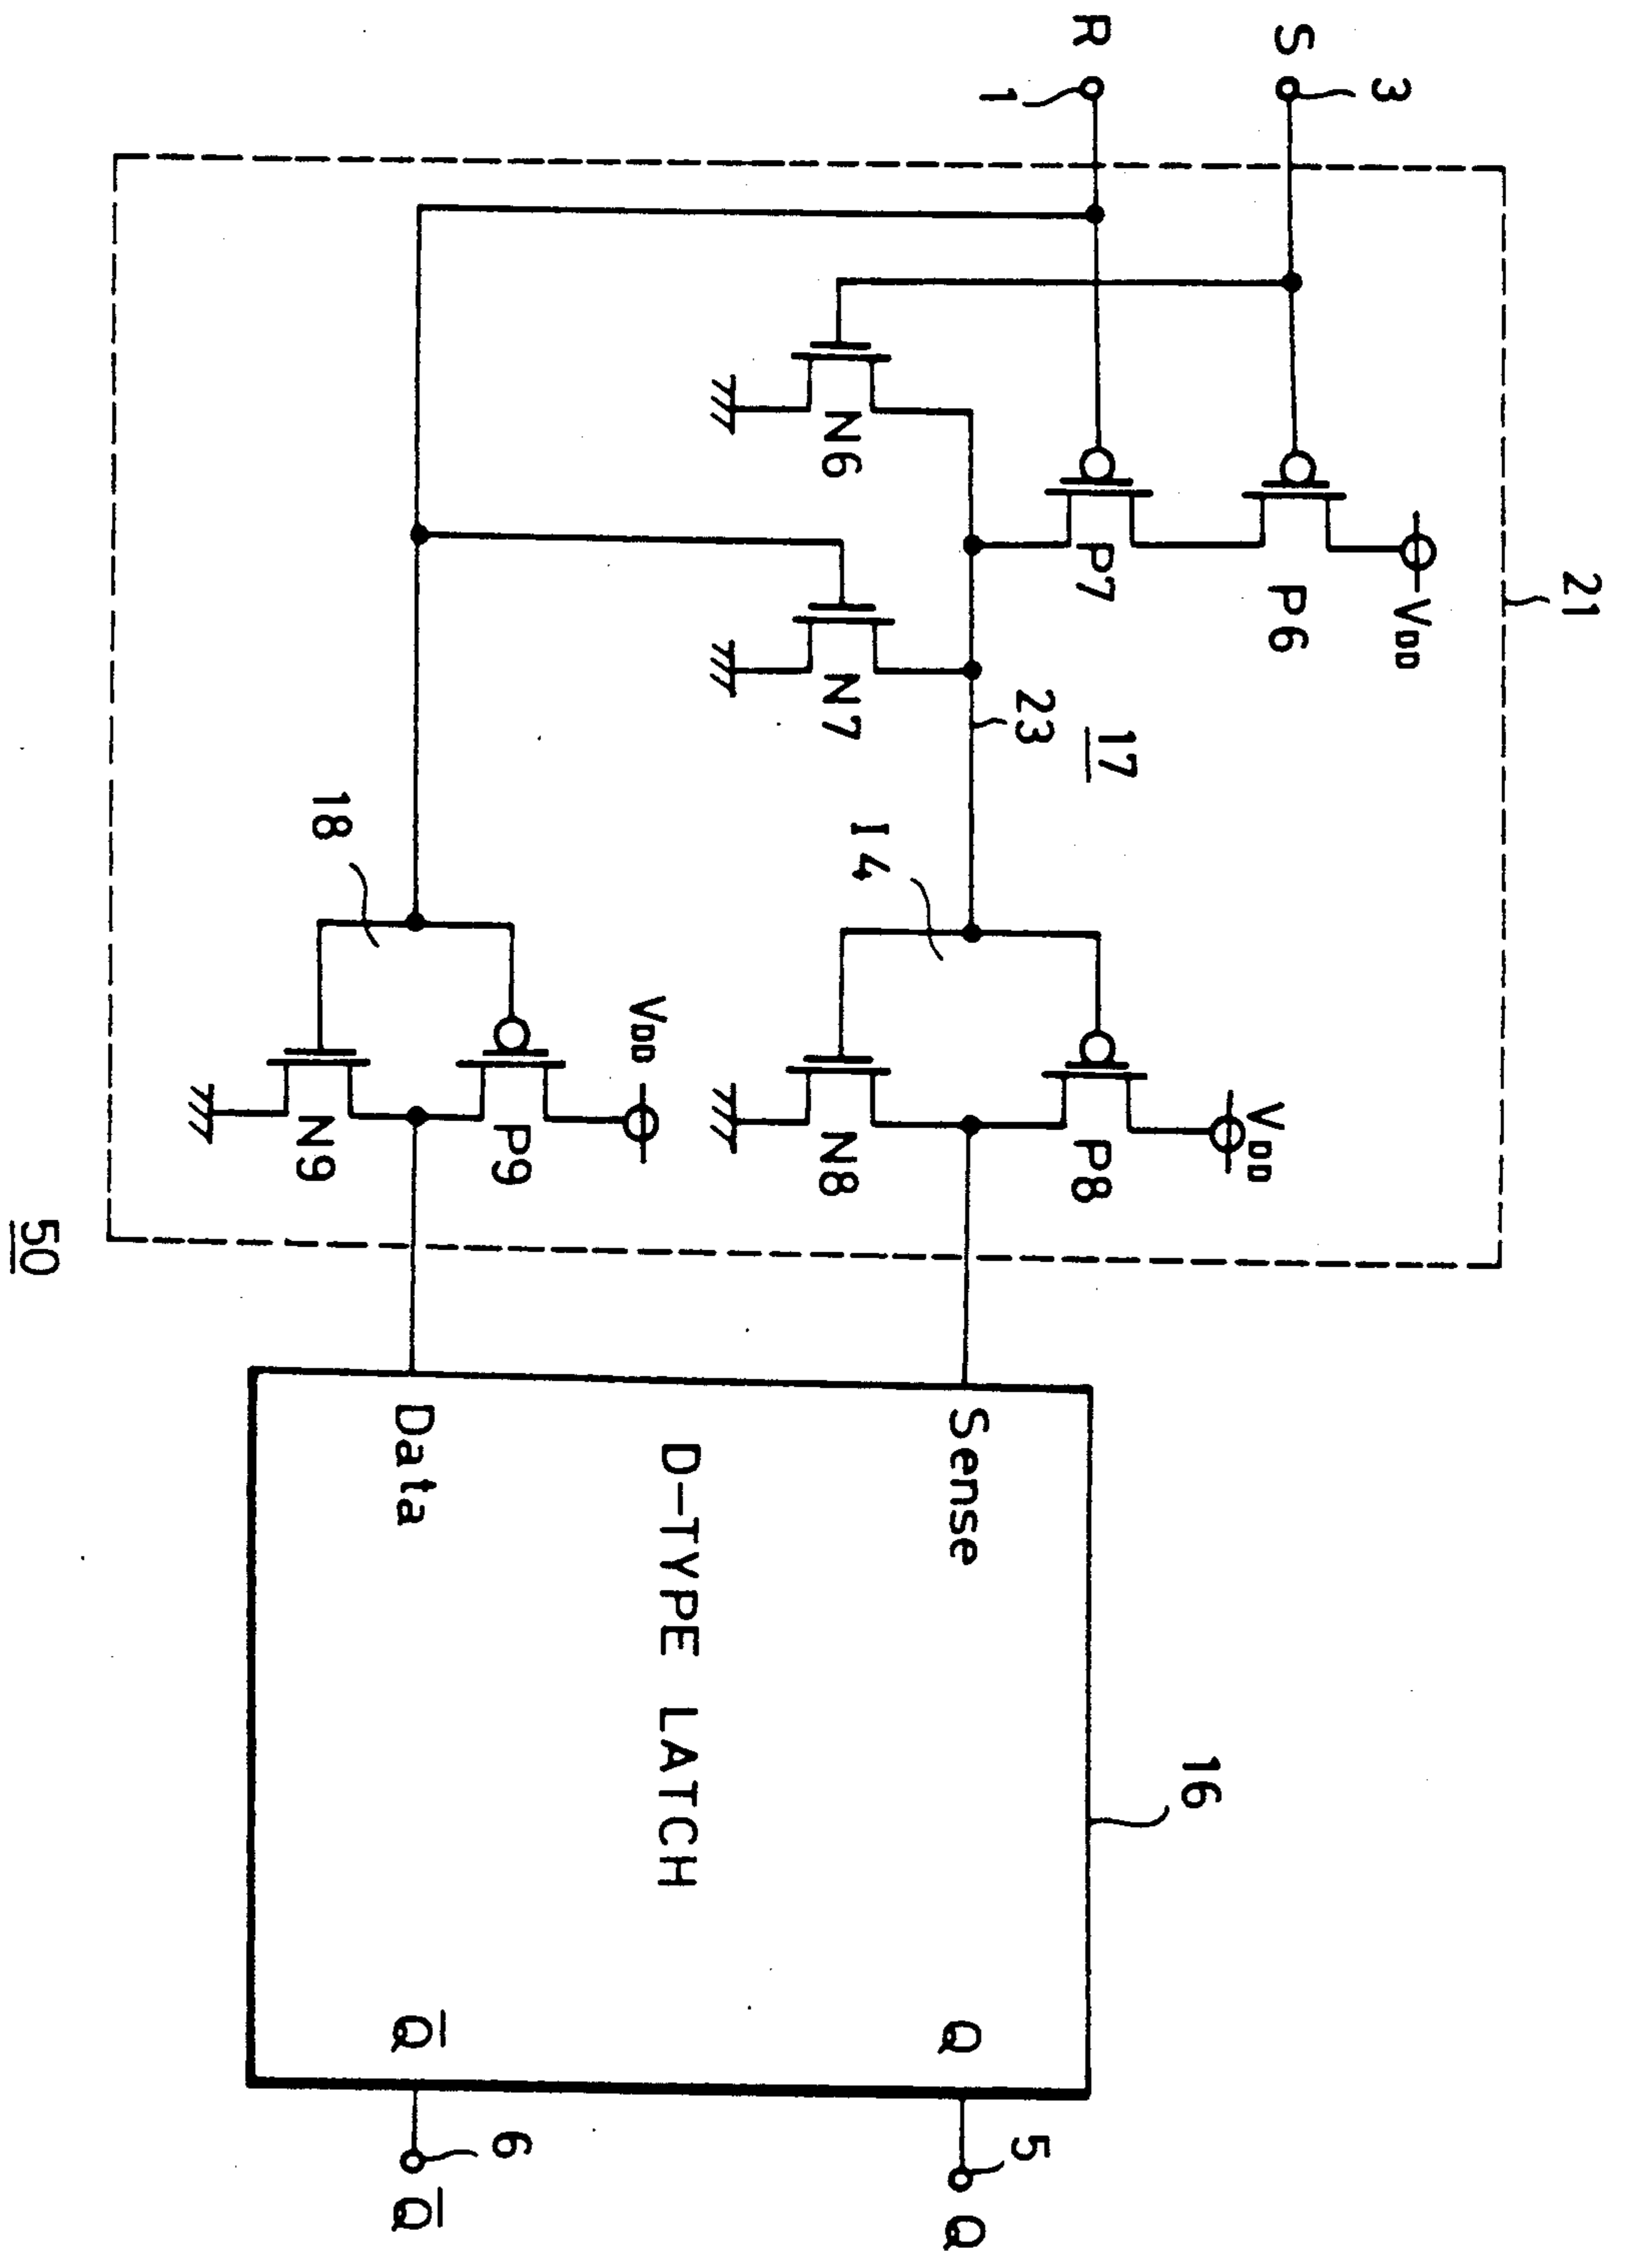 21
3
S
VDD
P6
R
1
P7
17
23
N6
N7
I4
VDD
P8
N8
18
VDD
P9
N9
Sense
D-TYPE LATCH
Data
16
Q
Q̅
5
Q
6
Q̅
50